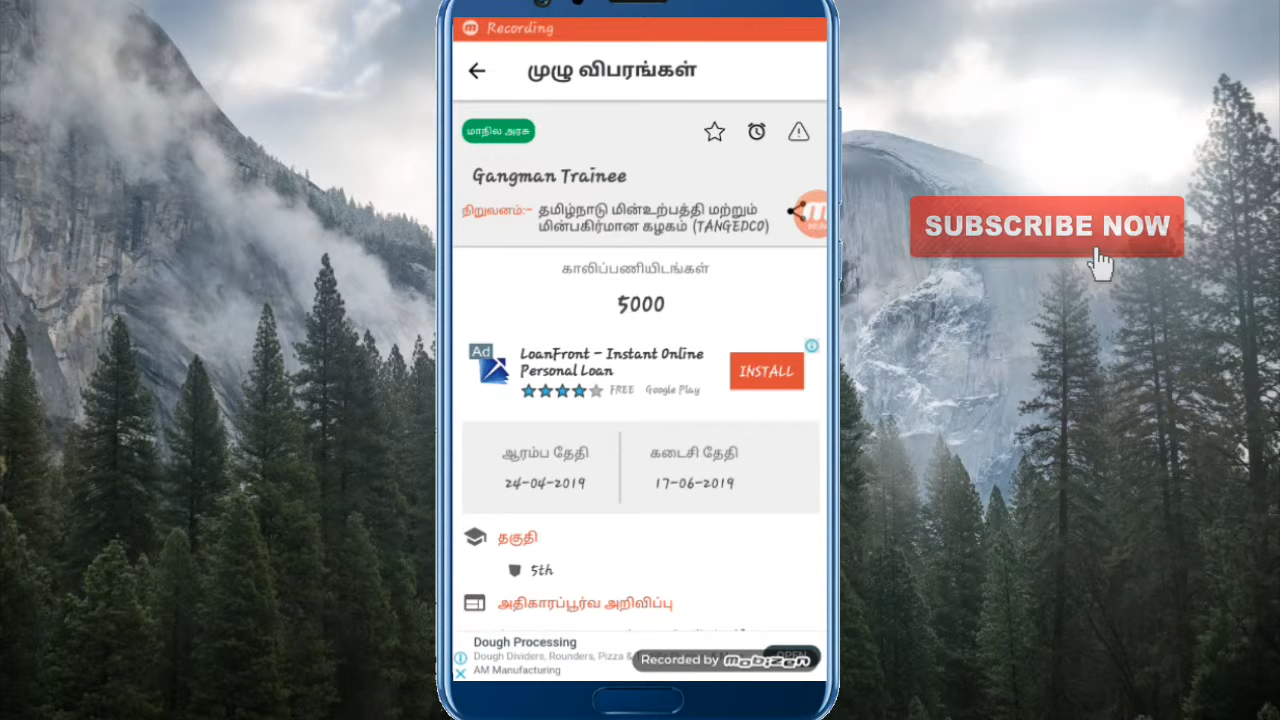 Recording
முழு விபரங்கள்
மாநில அரசு
Gangman Trainee
நிறுவனம்:- தமிழ்நாடு மின்உற்பத்தி மற்றும்
மின்பகிர்மான கழகம் (TANGEDCO)
SUBSCRIBE NOW
காலிப்பணியிடங்கள்
5000
Ad
LoanFront - Instant Online
Personal Loan
FREE Google Play
INSTALL
ஆரம்ப தேதி
கடைசி தேதி
24-04-2019
17-06-2019
தகுதி
5th
அதிகாரப்பூர்வ அறிவிப்பு
Dough Processing
Dough Dividers, Rounders, Pizza &
AM Manufacturing
OPEN
Recorded by mobizen